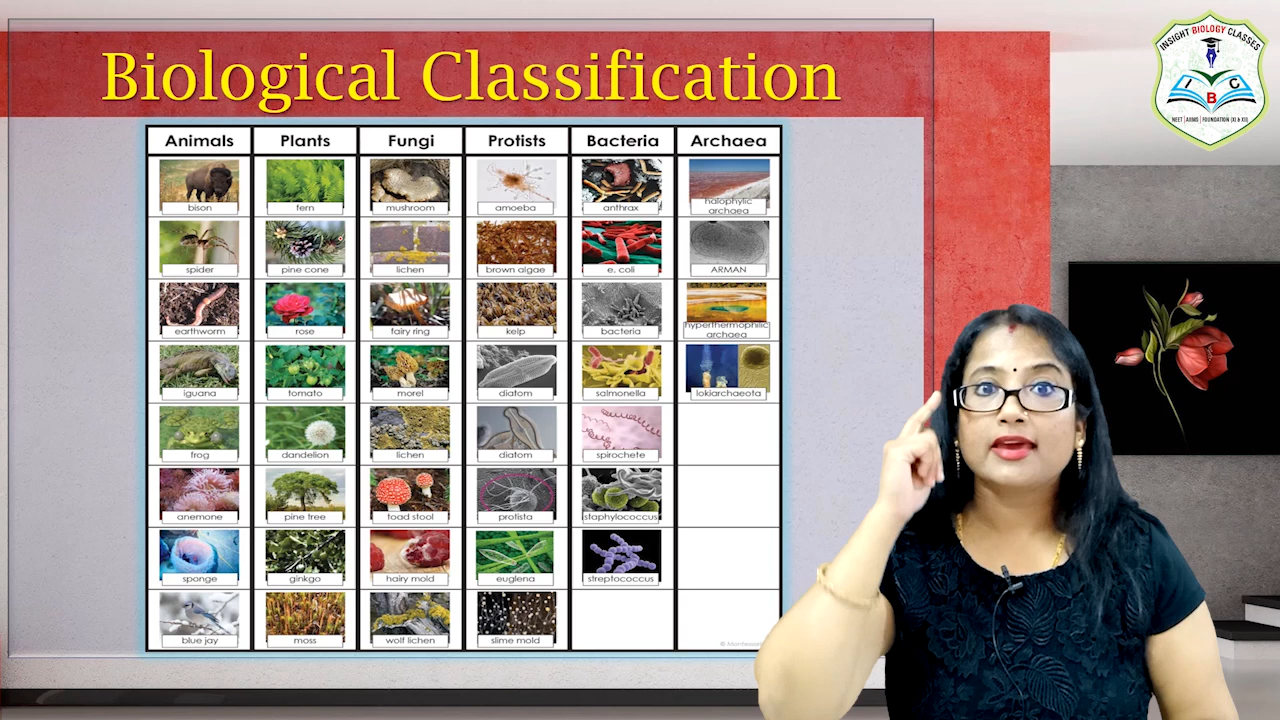 Biological Classification
INSIGHT BIOLOGY CLASSES
I B C
NEET | AIIMS | FOUNDATION (XI & XII)
Animals Plants Fungi Protists Bacteria Archaea
bison fern mushroom amoeba anthrax halophylic archaea
spider pine cone lichen brown algae e. coli ARMAN
earthworm rose fairy ring kelp bacteria hyperthermophilic archaea
iguana tomato morel diatom salmonella lokiarchaeota
frog dandelion lichen diatom spirochete
anemone pine tree toad stool protista staphylococcus
sponge ginkgo hairy mold euglena streptococcus
blue jay moss wolf lichen slime mold